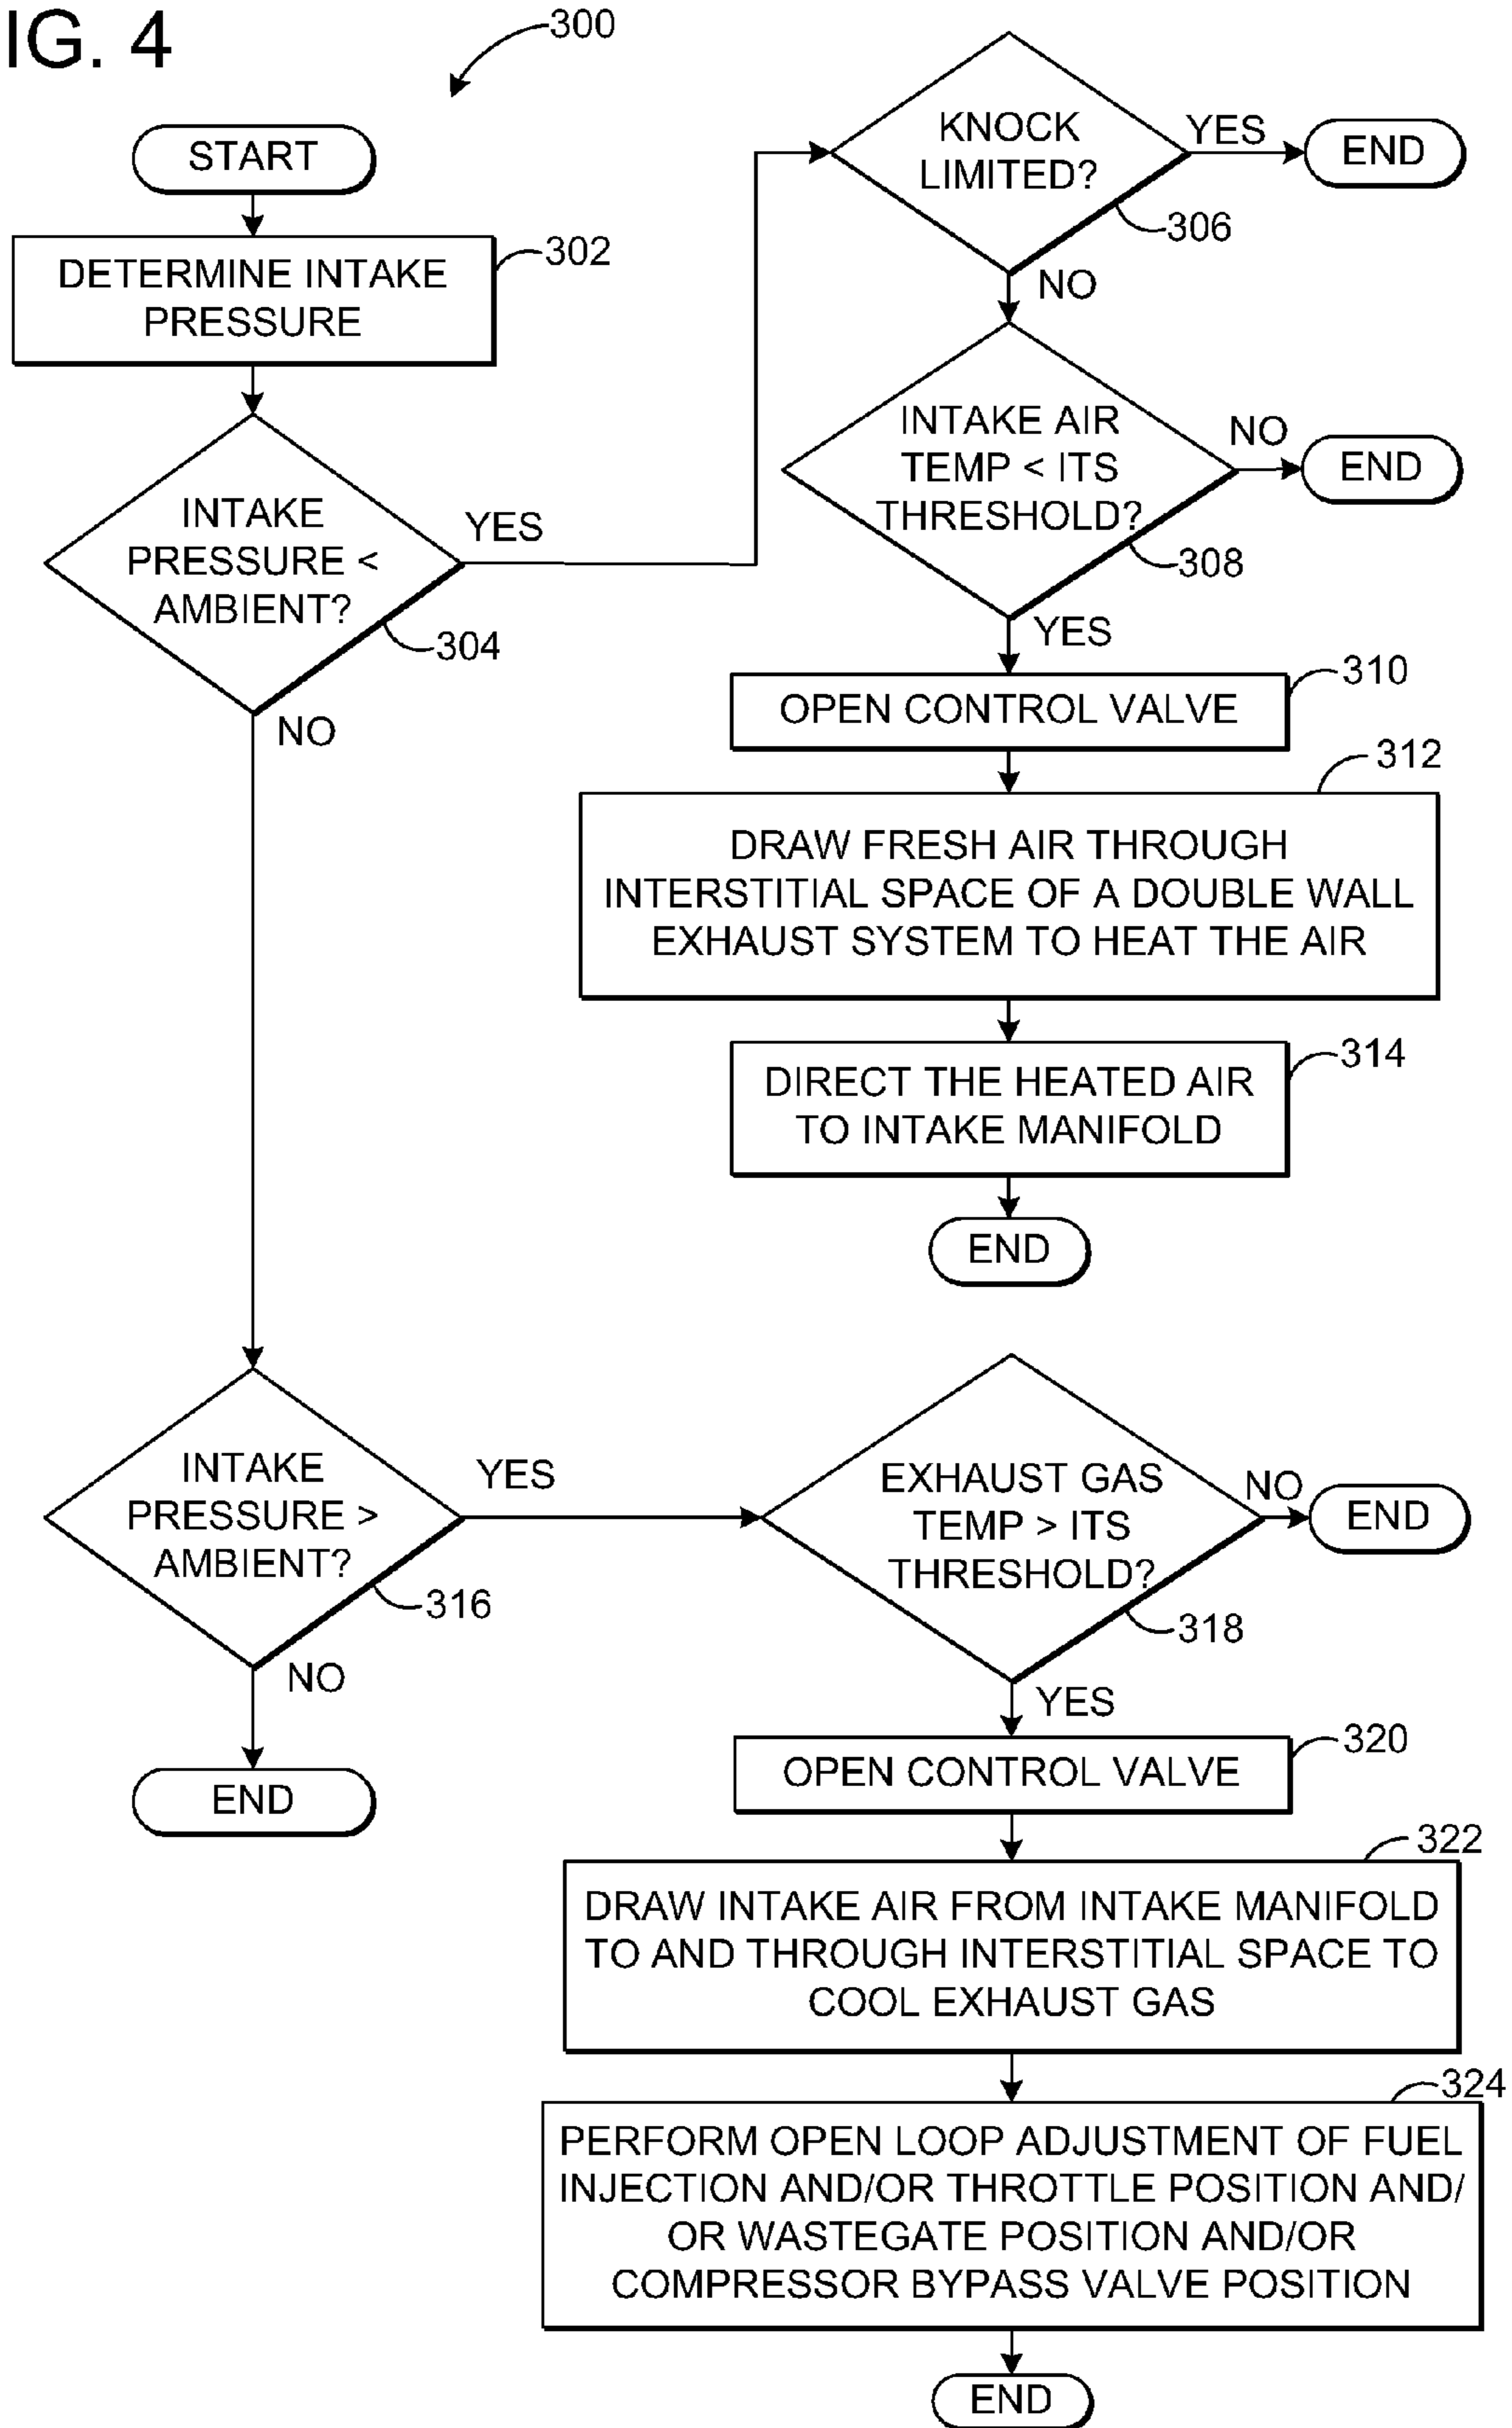 IG. 4
300
START
DETERMINE INTAKE
PRESSURE
302
INTAKE
PRESSURE <
AMBIENT?
YES
304
NO
KNOCK
LIMITED?
YES
END
306
NO
INTAKE AIR
TEMP < ITS
THRESHOLD?
NO
END
308
YES
OPEN CONTROL VALVE
310
312
DRAW FRESH AIR THROUGH
INTERSTITIAL SPACE OF A DOUBLE WALL
EXHAUST SYSTEM TO HEAT THE AIR
DIRECT THE HEATED AIR
TO INTAKE MANIFOLD
314
END
INTAKE
PRESSURE >
AMBIENT?
YES
316
NO
END
EXHAUST GAS
TEMP > ITS
THRESHOLD?
NO
END
318
YES
OPEN CONTROL VALVE
320
322
DRAW INTAKE AIR FROM INTAKE MANIFOLD
TO AND THROUGH INTERSTITIAL SPACE TO
COOL EXHAUST GAS
324
PERFORM OPEN LOOP ADJUSTMENT OF FUEL
INJECTION AND/OR THROTTLE POSITION AND/
OR WASTEGATE POSITION AND/OR
COMPRESSOR BYPASS VALVE POSITION
END